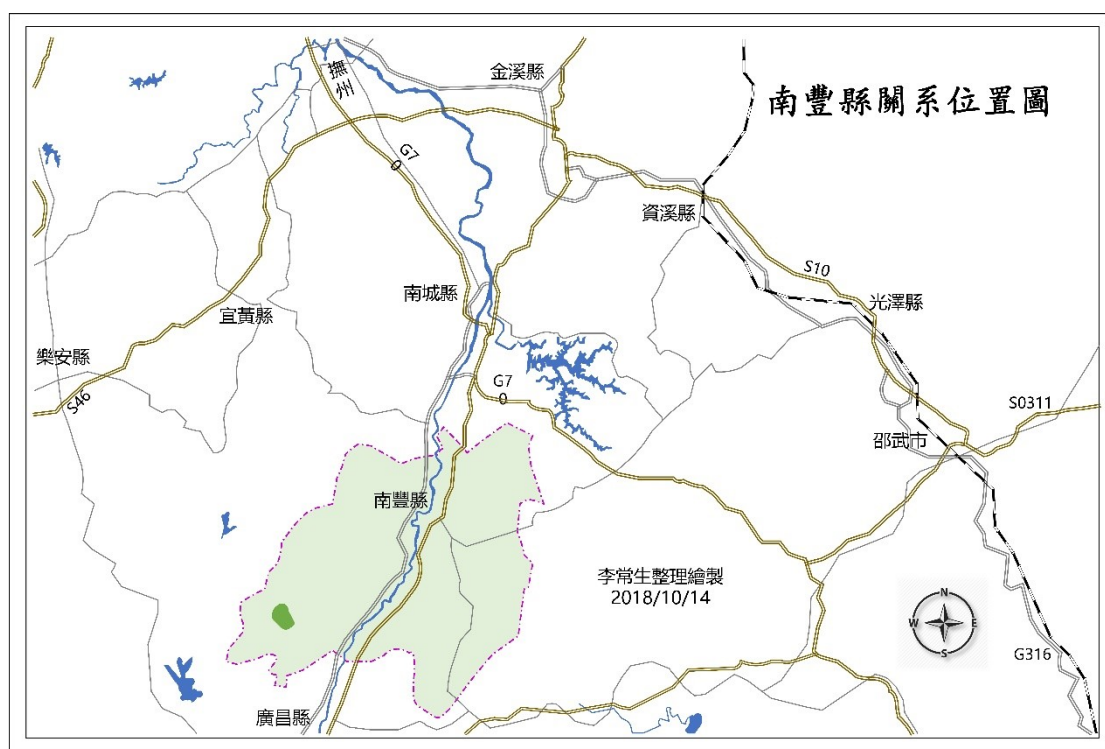 南豐縣關系位置圖
金溪縣
撫州
G7
0
資溪縣
S10
南城縣
光澤縣
宜黃縣
樂安縣
S46
G7
0
S0311
邵武市
南豐縣
李常生整理繪製
2018/10/14
N
W
E
S
G316
廣昌縣